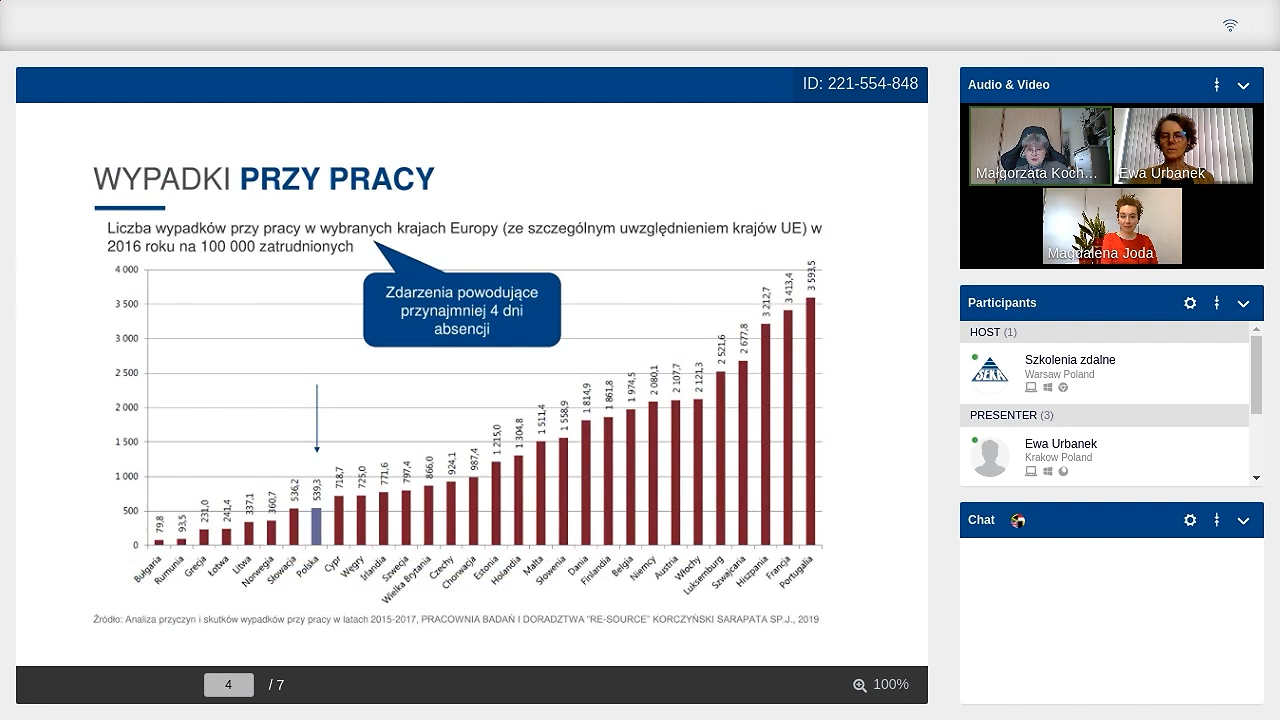 ID: 221-554-848
WYPADKI PRZY PRACY
Liczba wypadków przy pracy w wybranych krajach Europy (ze szczególnym uwzględnieniem krajów UE) w
2016 roku na 100 000 zatrudnionych
Zdarzenia powodujące
przynajmniej 4 dni
absencji
4 000
3 500
3 000
2 500
2 000
1 500
1 000
500
0
79,8
93,5
231,0
241,4
337,1
360,7
536,2
539,3
718,7
725,0
771,6
797,4
866,0
924,1
987,4
1 215,0
1 304,8
1 511,4
1 558,9
1 814,9
1 861,8
1 974,5
2 080,1
2 107,7
2 121,3
2 521,6
2 677,8
3 212,7
3 413,4
3 593,5
Bułgaria
Rumunia
Grecja
Łotwa
Litwa
Norwegia
Słowacja
Polska
Cypr
Węgry
Irlandia
Szwecja
Wielka Brytania
Czechy
Chorwacja
Estonia
Holandia
Malta
Słowenia
Dania
Finlandia
Belgia
Niemcy
Austria
Włochy
Luksemburg
Szwajcaria
Hiszpania
Francja
Portugalia
Źródło: Analiza przyczyn i skutków wypadków przy pracy w latach 2015-2017, PRACOWNIA BADAŃ I DORADZTWA "RE-SOURCE" KORCZYŃSKI SARAPATA SP.J., 2019
4 / 7
100%
Audio & Video
Małgorzata Koch...
Ewa Urbanek
Magdalena Joda
Participants
HOST (1)
SEKA
Szkolenia zdalne
Warsaw Poland
PRESENTER (3)
Ewa Urbanek
Krakow Poland
Chat